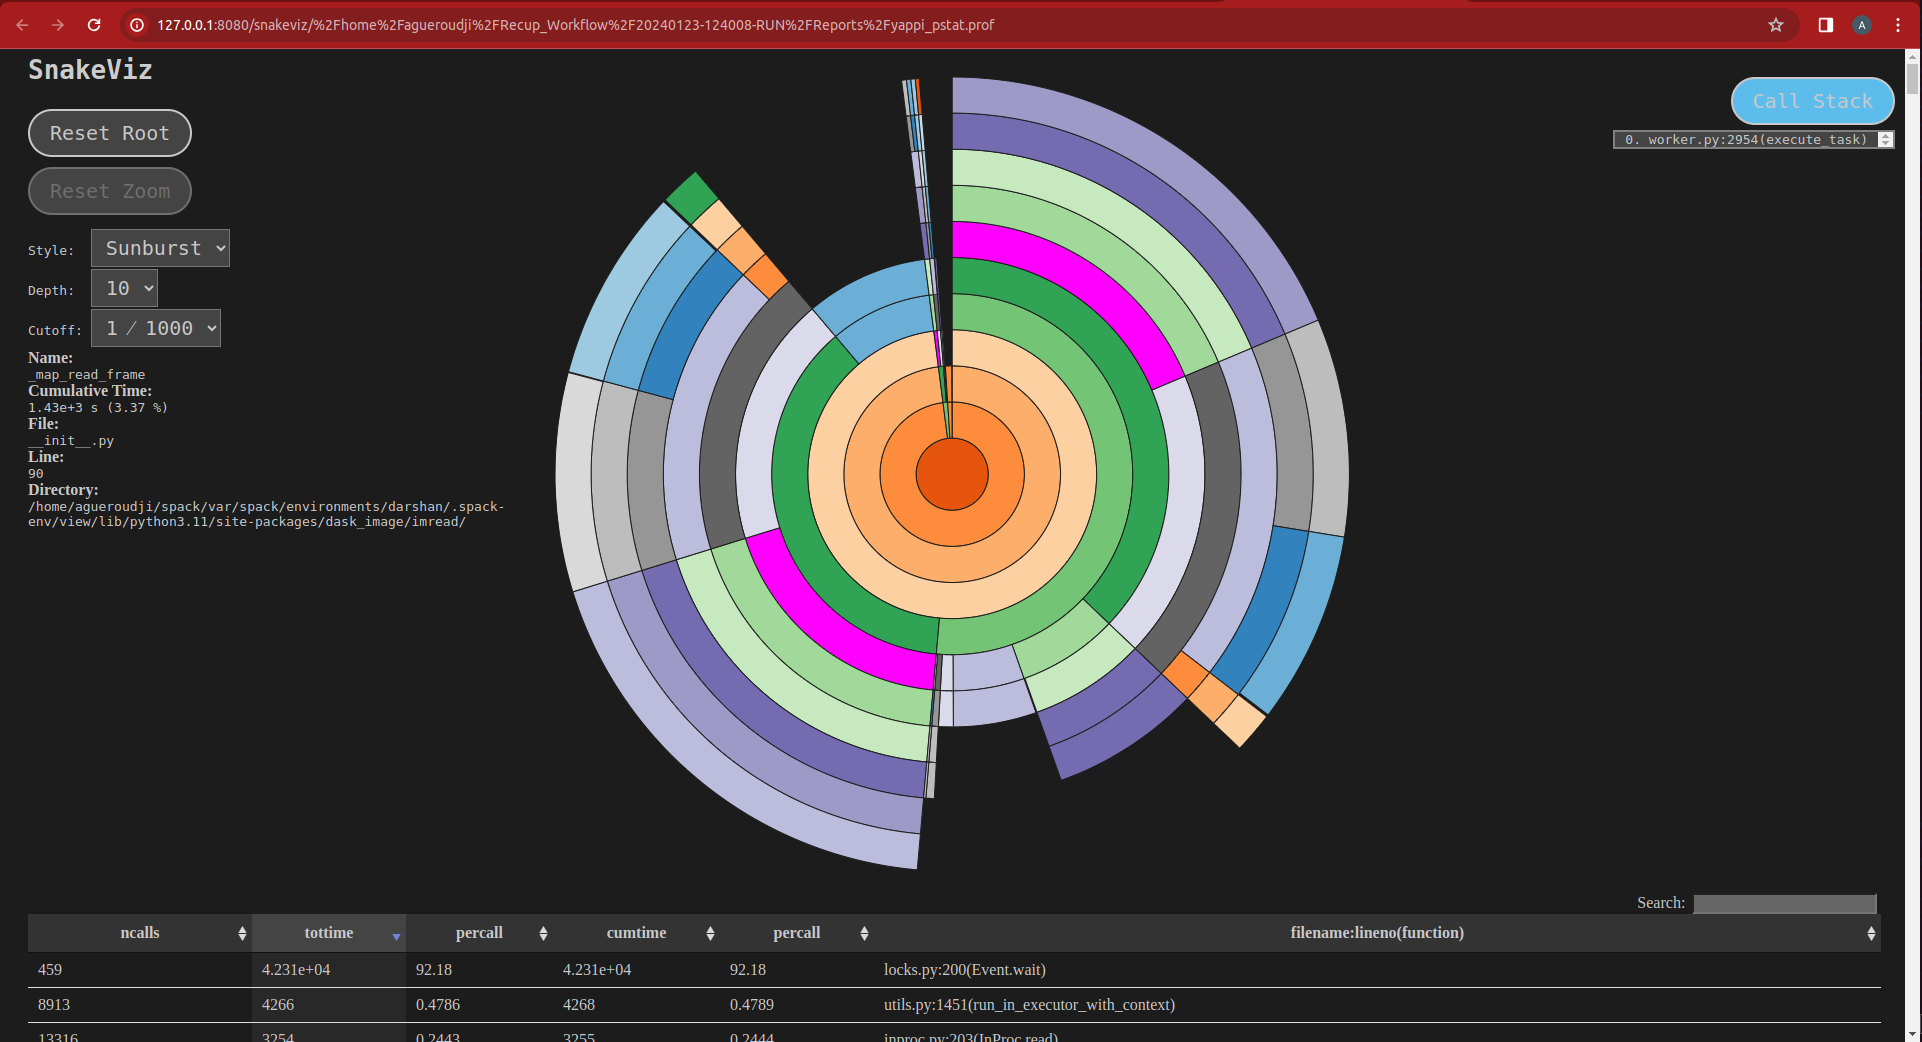 127.0.0.1:8080/snakeviz/%2Fhome%2Fagueroudji%2FRecup_Workflow%2F20240123-124008-RUN%2FReports%2Fyappi_pstat.prof
A
SnakeViz
Call Stack
Reset Root
0. worker.py:2954(execute_task)
Reset Zoom
Style: Sunburst
Depth: 10
Cutoff: 1 / 1000
Name:
_map_read_frame
Cumulative Time:
1.43e+3 s (3.37 %)
File:
__init__.py
Line:
90
Directory:
/home/agueroudji/spack/var/spack/environments/darshan/.spack-
env/view/lib/python3.11/site-packages/dask_image/imread/
Search:
ncalls tottime percall cumtime percall filename:lineno(function)
459 4.231e+04 92.18 4.231e+04 92.18 locks.py:200(Event.wait)
8913 4266 0.4786 4268 0.4789 utils.py:1451(run_in_executor_with_context)
13316 3254 0.2443 3255 0.2444 inproc.py:203(InProc.read)